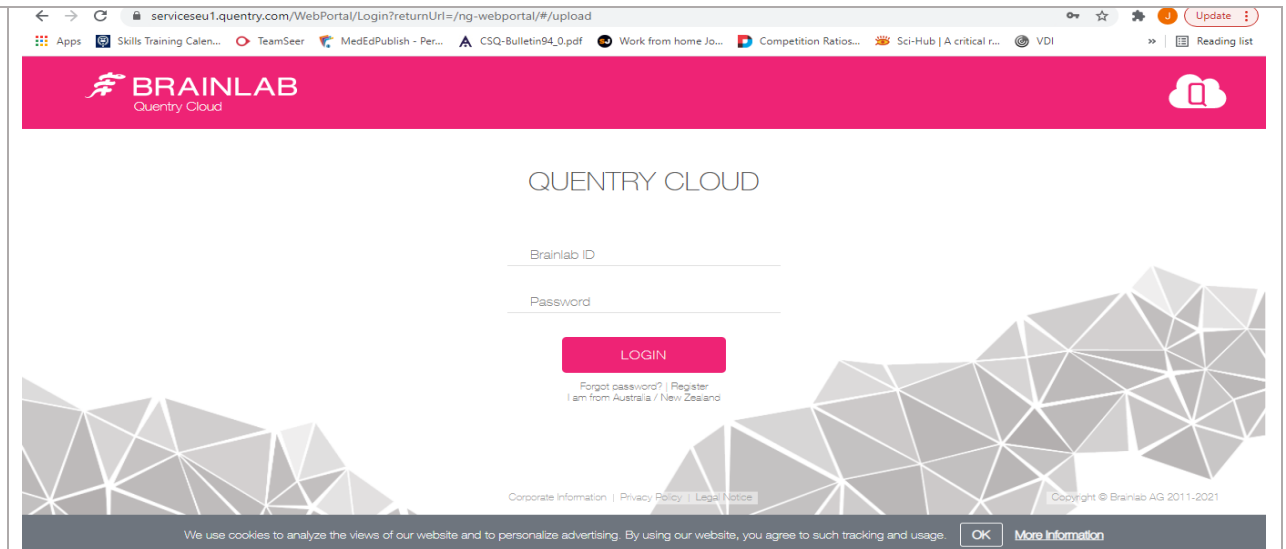 serviceseu1.quentry.com/WebPortal/Login?returnUrl=/ng-webportal/#/upload J Update
Apps Skills Training Calen... TeamSeer MedEdPublish - Per... CSQ-Bulletin94_0.pdf Work from home Jo... Competition Ratios... Sci-Hub | A critical r... VDI » Reading list
BRAINLAB
Quentry Cloud
QUENTRY CLOUD
Brainlab ID
Password
LOGIN
Forgot password? | Register
I am from Australia / New Zealand
Corporate Information | Privacy Policy | Legal Notice Copyright © Brainlab AG 2011-2021
We use cookies to analyze the views of our website and to personalize advertising. By using our website, you agree to such tracking and usage. OK More Information